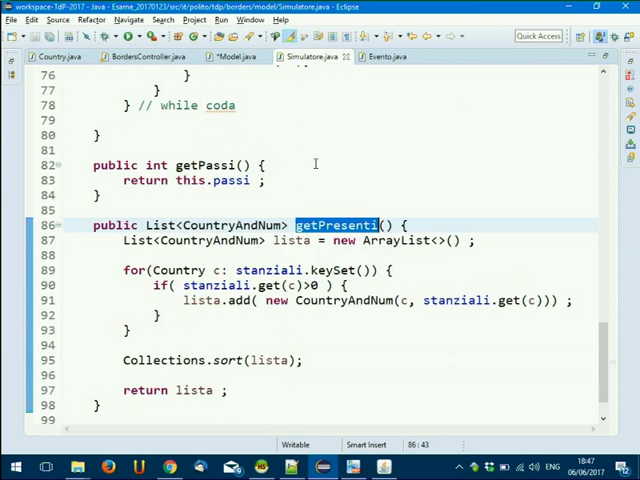 workspace-TdP-2017 - Java - Esame_20170123/src/it/polito/tdp/borders/model/Simulatore.java - Eclipse
File Edit Source Refactor Navigate Search Project Run Window Help
Quick Access
Country.java BordersController.java *Model.java Simulatore.java Evento.java
76 }
77 }
78 } // while coda
79
80 }
81
82 public int getPassi() {
83 return this.passi ;
84 }
85
86 public List<CountryAndNum> getPresenti() {
87 List<CountryAndNum> lista = new ArrayList<>() ;
88
89 for(Country c: stanziali.keySet()) {
90 if( stanziali.get(c)>0 ) {
91 lista.add( new CountryAndNum(c, stanziali.get(c))) ;
92 }
93 }
94
95 Collections.sort(lista);
96
97 return lista ;
98 }
99
Writable Smart Insert 86 : 43
ENG 18:47
06/06/2017